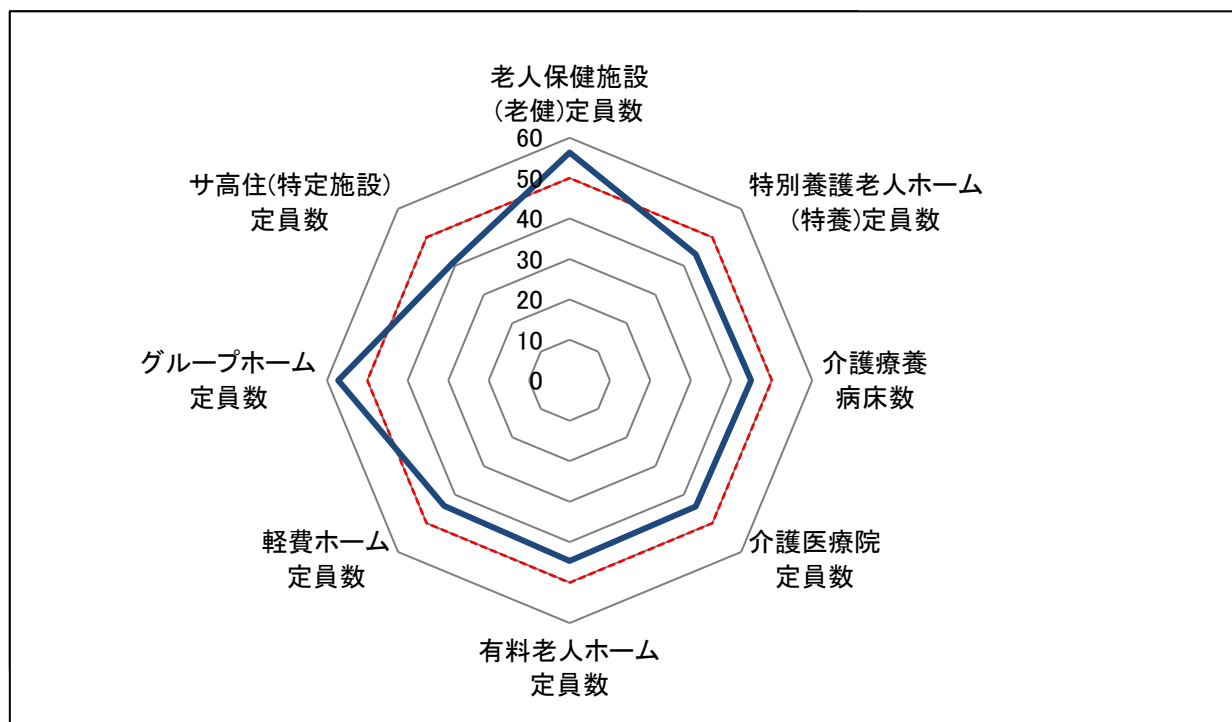 老人保健施設
(老健)定員数
60
50
40
30
20
10
0
特別養護老人ホーム
(特養)定員数
介護療養
病床数
介護医療院
定員数
有料老人ホーム
定員数
軽費ホーム
定員数
グループホーム
定員数
サ高住(特定施設)
定員数